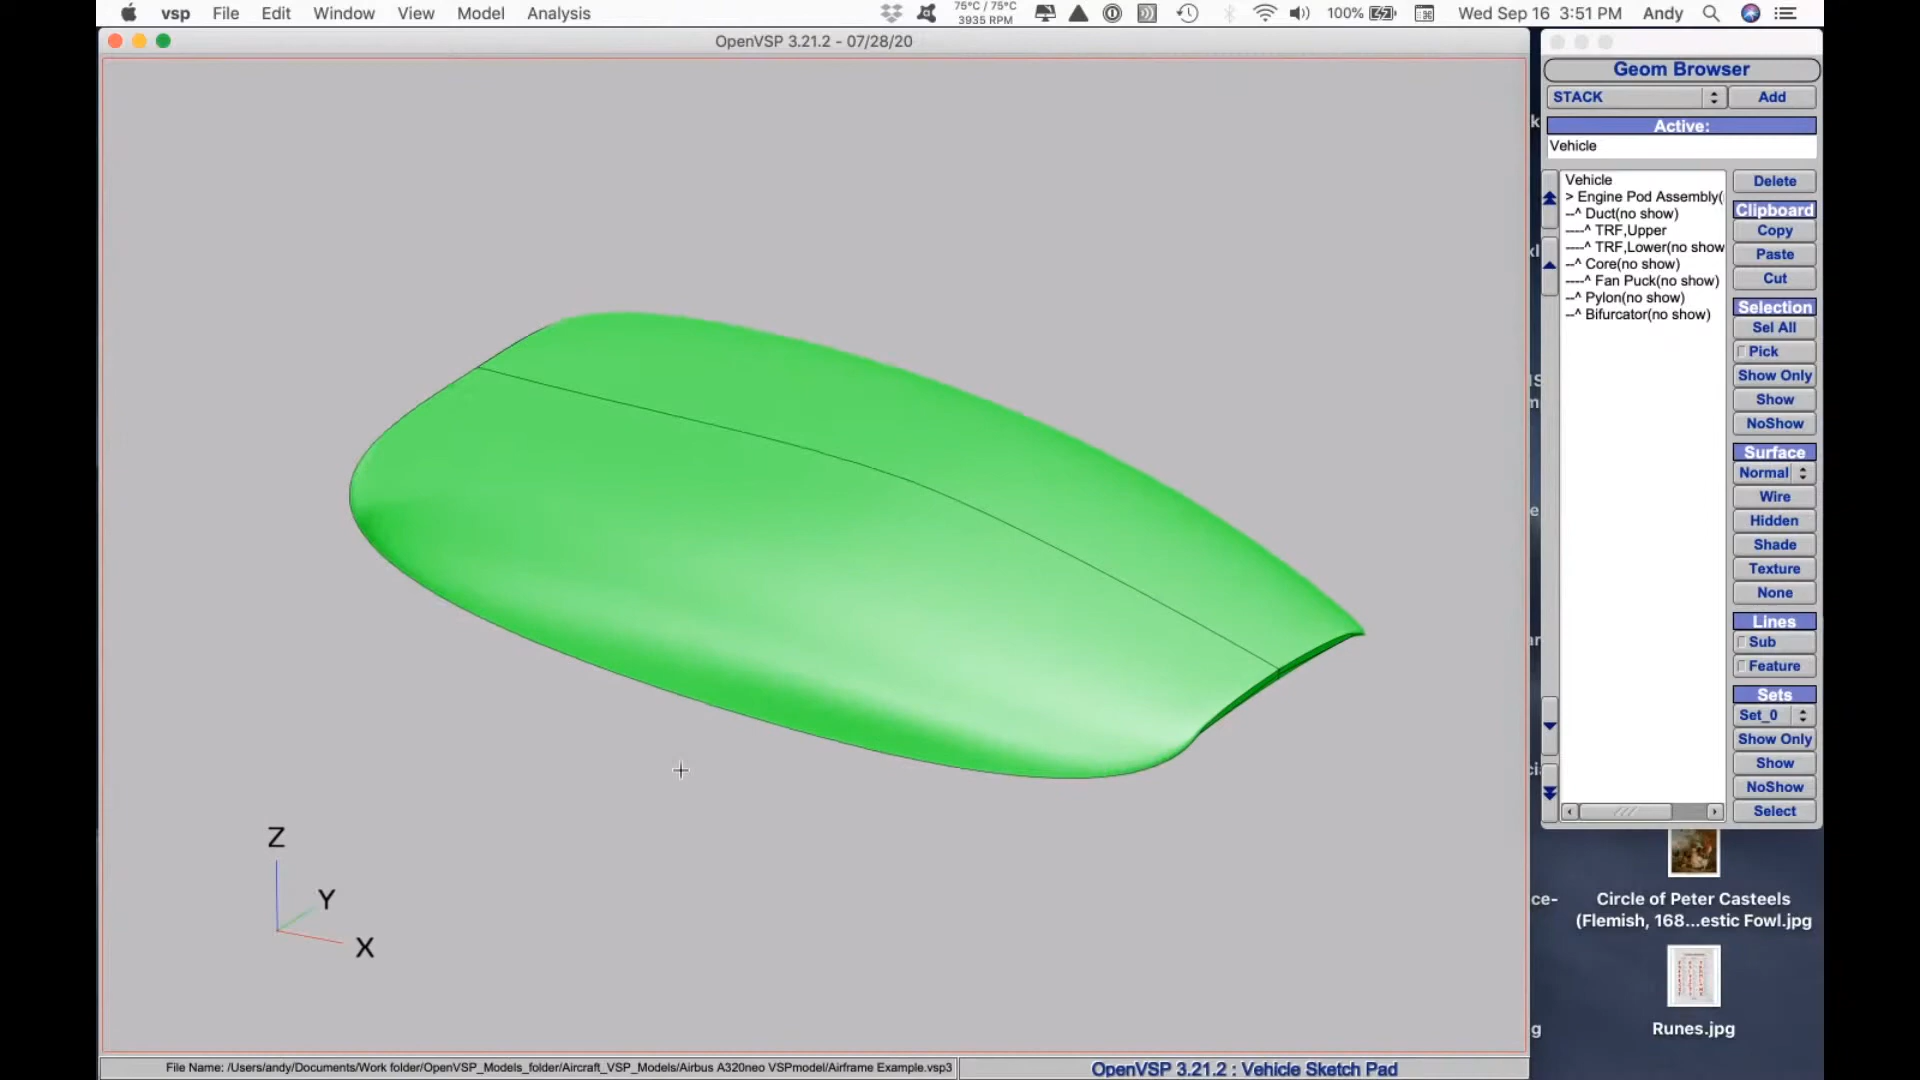 vsp File Edit Window View Model Analysis
75°C / 75°C
3935 RPM
100%
Wed Sep 16 3:51 PM Andy
OpenVSP 3.21.2 - 07/28/20
Geom Browser
STACK
Add
Active:
Vehicle
Vehicle
> Engine Pod Assembly(
--^ Duct(no show)
----^ TRF,Upper
----^ TRF,Lower(no show
--^ Core(no show)
----^ Fan Puck(no show)
--^ Pylon(no show)
--^ Bifurcator(no show)
Delete
Clipboard
Copy
Paste
Cut
Selection
Sel All
Pick
Show Only
Show
NoShow
Surface
Normal
Wire
Hidden
Shade
Texture
None
Lines
Sub
Feature
Sets
Set_0
Show Only
Show
NoShow
Select
Z
Y
X
ce-
Circle of Peter Casteels
(Flemish, 168...estic Fowl.jpg
g
Runes.jpg
File Name: /Users/andy/Documents/Work folder/OpenVSP_Models_folder/Aircraft_VSP_Models/Airbus A320neo VSPmodel/Airframe Example.vsp3
OpenVSP 3.21.2 : Vehicle Sketch Pad